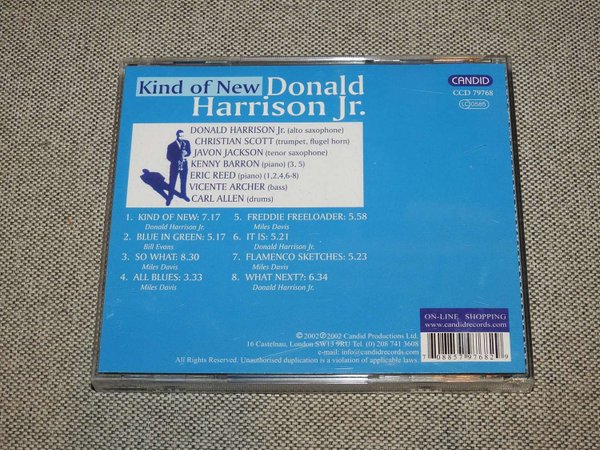 Kind of New Donald
Harrison Jr.
CANDID
CCD 79768
LC 0585
DONALD HARRISON Jr. (alto saxophone)
CHRISTIAN SCOTT (trumpet, flugel horn)
JAVON JACKSON (tenor saxophone)
KENNY BARRON (piano) (3, 5)
ERIC REED (piano) (1,2,4,6-8)
VICENTE ARCHER (bass)
CARL ALLEN (drums)
1. KIND OF NEW: 7.17
Donald Harrison Jr.
2. BLUE IN GREEN: 5.17
Bill Evans
3. SO WHAT: 8.30
Miles Davis
4. ALL BLUES: 3.33
Miles Davis
5. FREDDIE FREELOADER: 5.58
Miles Davis
6. IT IS: 5.21
Donald Harrison Jr.
7. FLAMENCO SKETCHES: 5.23
Miles Davis
8. WHAT NEXT?: 6.34
Donald Harrison Jr.
ON-LINE SHOPPING
www.candidrecords.com
©2002℗2002 Candid Productions Ltd.
16 Castelnau, London SW13 9RU Tel. (0) 208 741 3608
e-mail: info@candidrecords.com
All Rights Reserved. Unauthorised duplication is a violation of applicable laws.
7 08857 97682 9